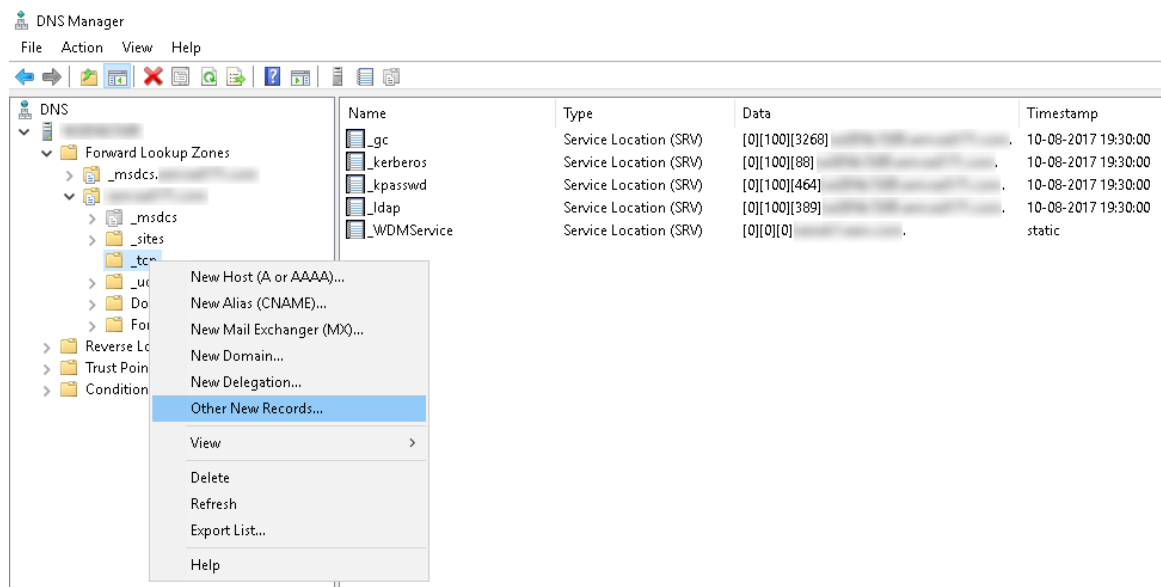 DNS Manager
File Action View Help
DNS
Forward Lookup Zones
_msdcs.
_msdcs
_sites
_tcp
Reverse Lo
Trust Poin
Condition
Name Type Data Timestamp
_gc Service Location (SRV) [0][100][3268] 10-08-2017 19:30:00
_kerberos Service Location (SRV) [0][100][88] 10-08-2017 19:30:00
_kpasswd Service Location (SRV) [0][100][464] 10-08-2017 19:30:00
_ldap Service Location (SRV) [0][100][389] 10-08-2017 19:30:00
_WDMService Service Location (SRV) [0][0][0] static
New Host (A or AAAA)...
New Alias (CNAME)...
New Mail Exchanger (MX)...
New Domain...
New Delegation...
Other New Records...
View
Delete
Refresh
Export List...
Help